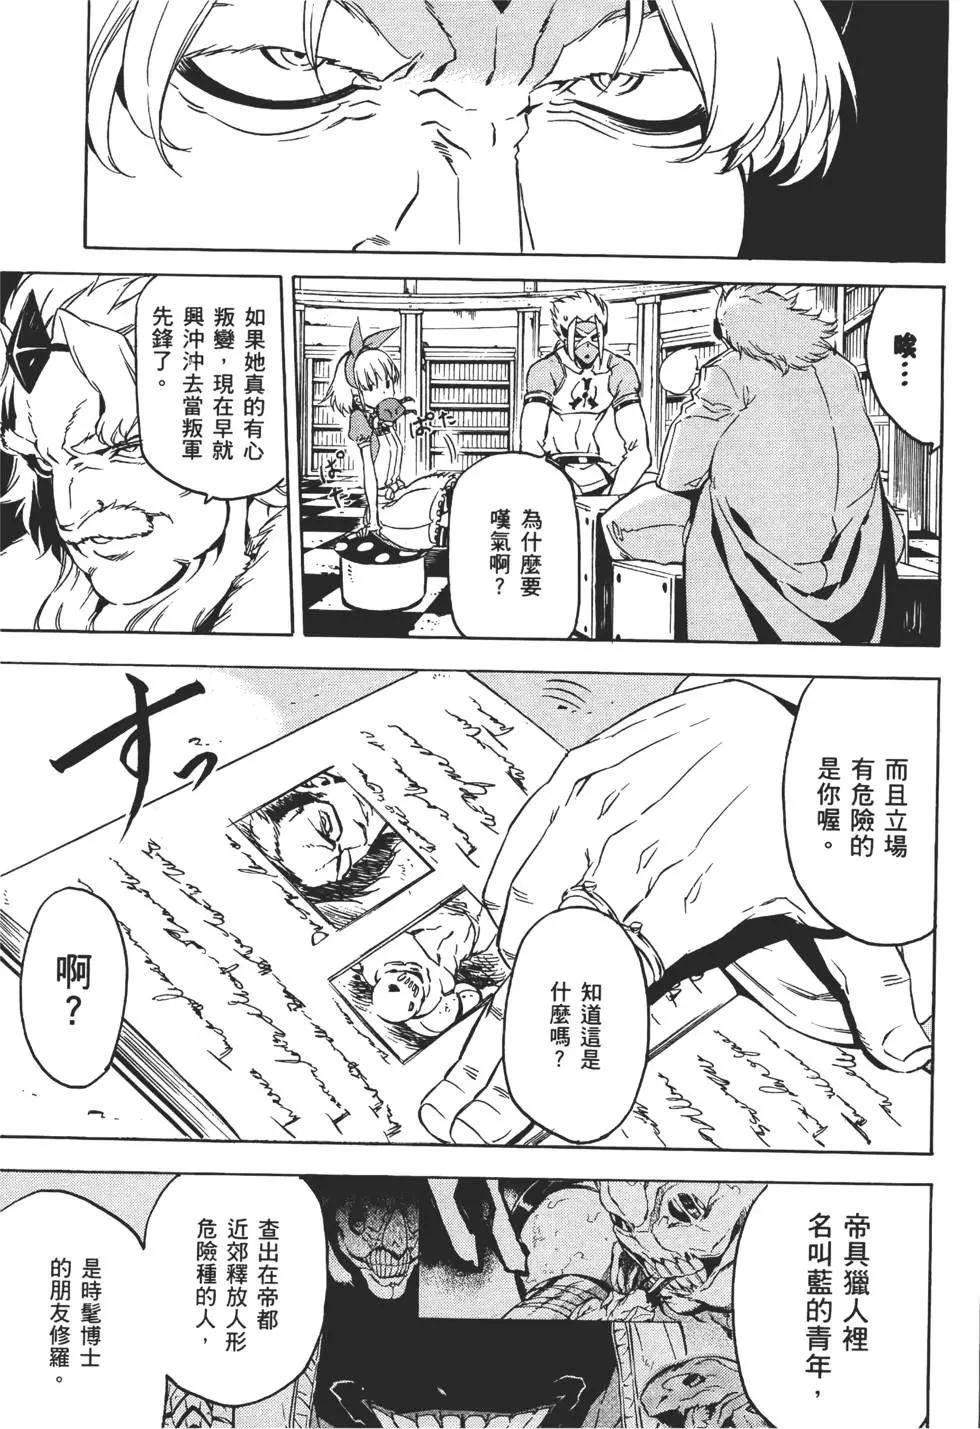 唉…
為什麼要
嘆氣啊？
ぱた
ぱた
如果她真的有心
叛變，現在早就
興沖沖去當叛軍
先鋒了。
而且立場
有危險的
是你喔。
知道這是
什麼嗎？
すっ
啊？
帝具獵人裡
名叫藍的青年，
查出在帝都
近郊釋放人形
危險種的人，
是時髦博士
的朋友修羅。